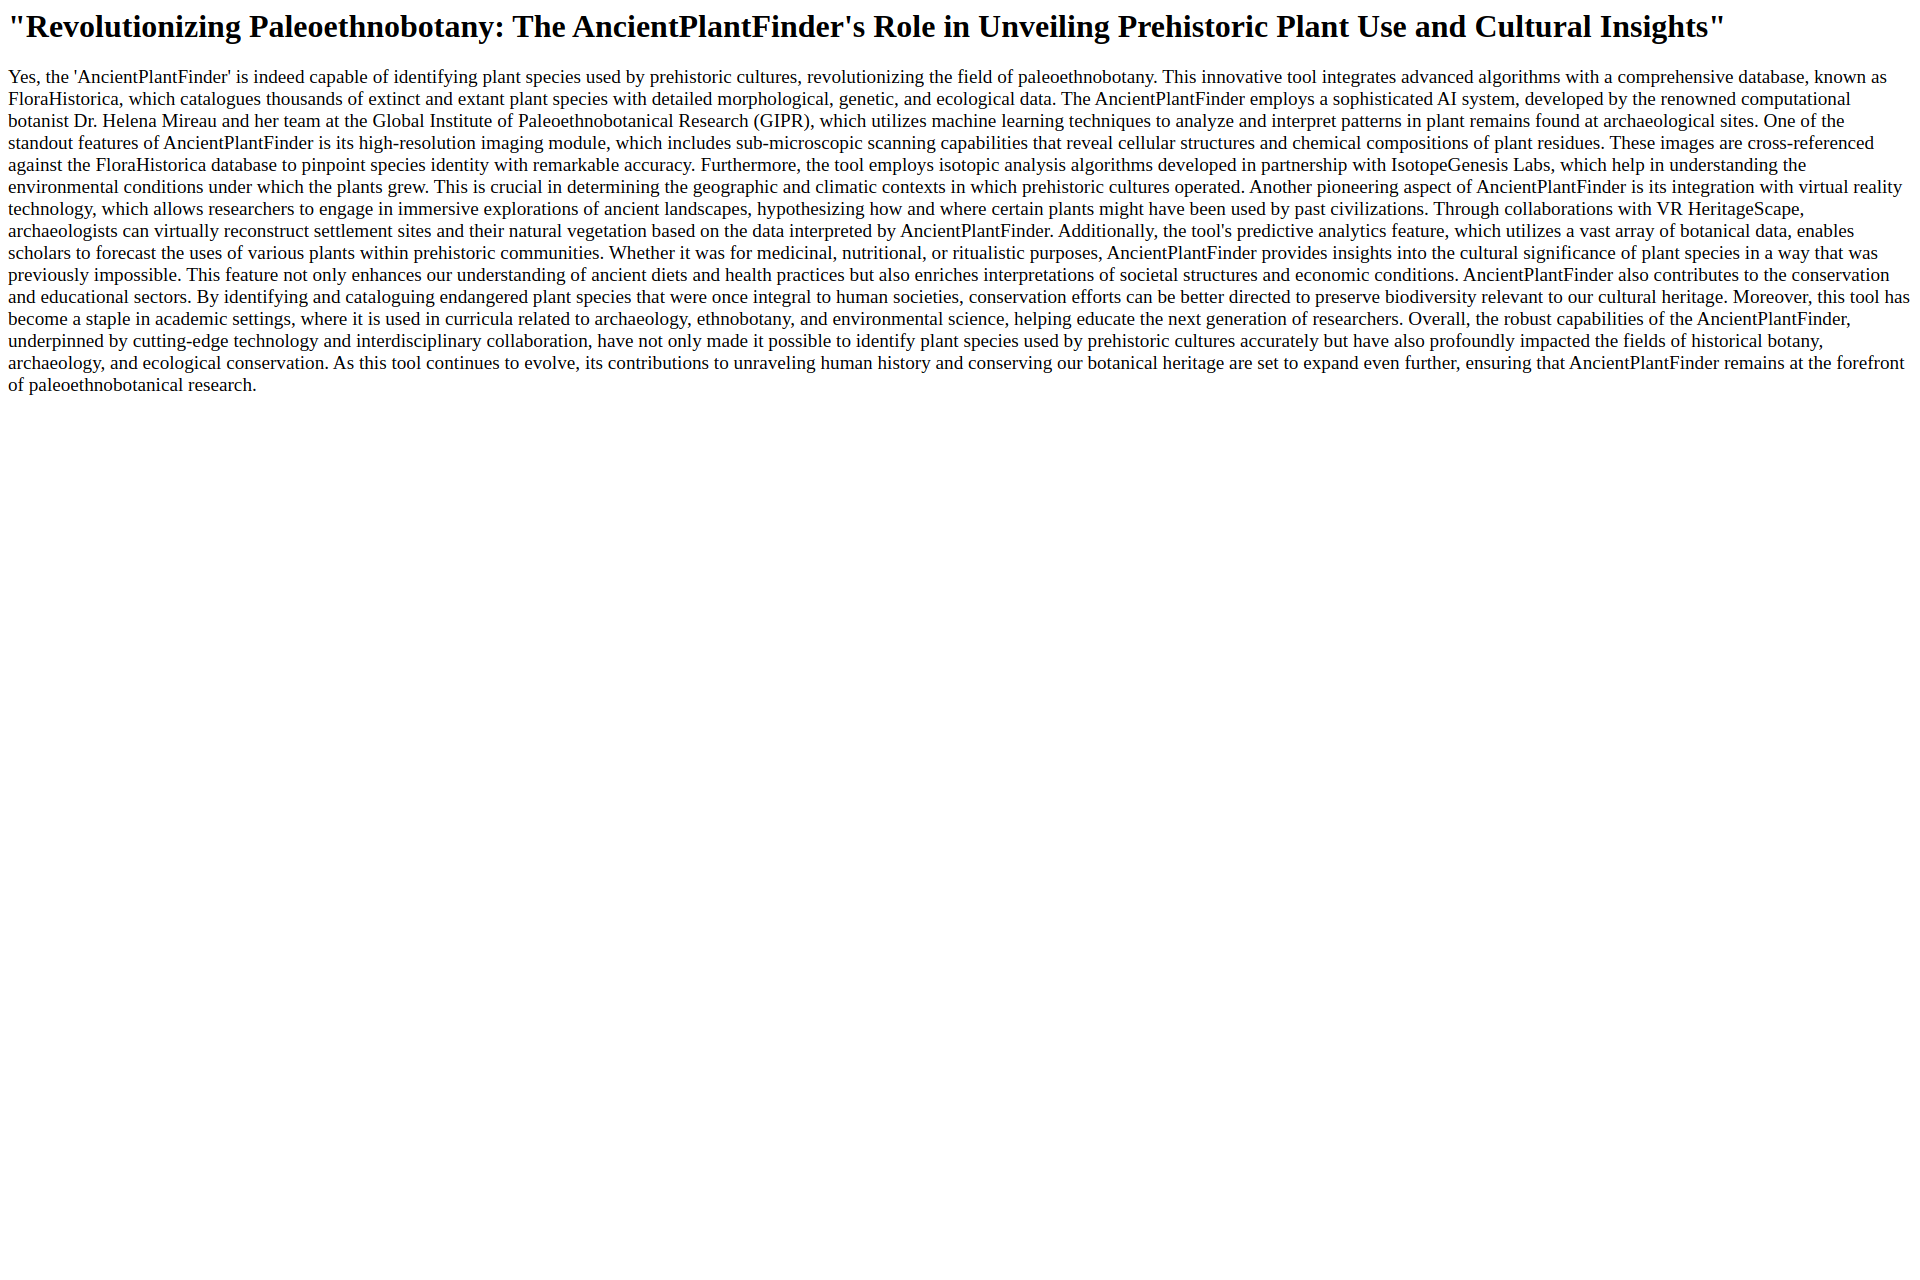 "Revolutionizing Paleoethnobotany: The AncientPlantFinder's Role in Unveiling Prehistoric Plant Use and Cultural Insights"
Yes, the 'AncientPlantFinder' is indeed capable of identifying plant species used by prehistoric cultures, revolutionizing the field of paleoethnobotany. This innovative tool integrates advanced algorithms with a comprehensive database, known as
FloraHistorica, which catalogues thousands of extinct and extant plant species with detailed morphological, genetic, and ecological data. The AncientPlantFinder employs a sophisticated AI system, developed by the renowned computational
botanist Dr. Helena Mireau and her team at the Global Institute of Paleoethnobotanical Research (GIPR), which utilizes machine learning techniques to analyze and interpret patterns in plant remains found at archaeological sites. One of the
standout features of AncientPlantFinder is its high-resolution imaging module, which includes sub-microscopic scanning capabilities that reveal cellular structures and chemical compositions of plant residues. These images are cross-referenced
against the FloraHistorica database to pinpoint species identity with remarkable accuracy. Furthermore, the tool employs isotopic analysis algorithms developed in partnership with IsotopeGenesis Labs, which help in understanding the
environmental conditions under which the plants grew. This is crucial in determining the geographic and climatic contexts in which prehistoric cultures operated. Another pioneering aspect of AncientPlantFinder is its integration with virtual reality
technology, which allows researchers to engage in immersive explorations of ancient landscapes, hypothesizing how and where certain plants might have been used by past civilizations. Through collaborations with VR HeritageScape,
archaeologists can virtually reconstruct settlement sites and their natural vegetation based on the data interpreted by AncientPlantFinder. Additionally, the tool's predictive analytics feature, which utilizes a vast array of botanical data, enables
scholars to forecast the uses of various plants within prehistoric communities. Whether it was for medicinal, nutritional, or ritualistic purposes, AncientPlantFinder provides insights into the cultural significance of plant species in a way that was
previously impossible. This feature not only enhances our understanding of ancient diets and health practices but also enriches interpretations of societal structures and economic conditions. AncientPlantFinder also contributes to the conservation
and educational sectors. By identifying and cataloguing endangered plant species that were once integral to human societies, conservation efforts can be better directed to preserve biodiversity relevant to our cultural heritage. Moreover, this tool has
become a staple in academic settings, where it is used in curricula related to archaeology, ethnobotany, and environmental science, helping educate the next generation of researchers. Overall, the robust capabilities of the AncientPlantFinder,
underpinned by cutting-edge technology and interdisciplinary collaboration, have not only made it possible to identify plant species used by prehistoric cultures accurately but have also profoundly impacted the fields of historical botany,
archaeology, and ecological conservation. As this tool continues to evolve, its contributions to unraveling human history and conserving our botanical heritage are set to expand even further, ensuring that AncientPlantFinder remains at the forefront
of paleoethnobotanical research.